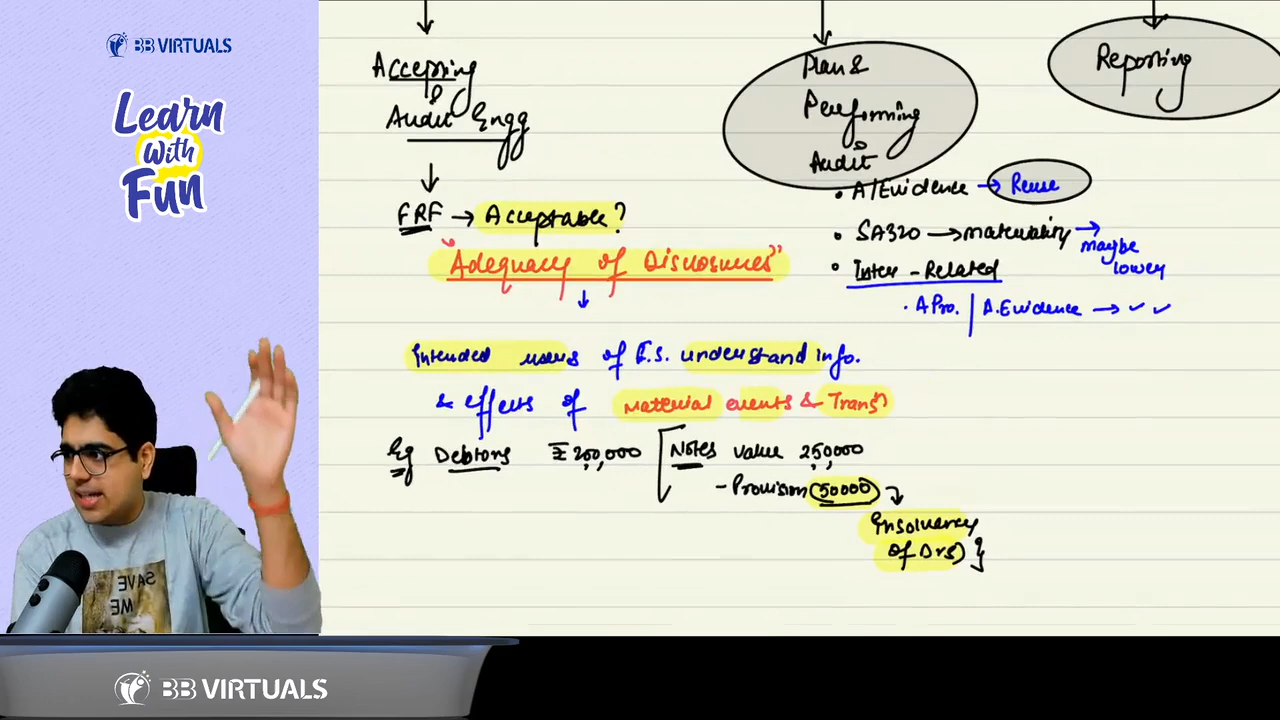 BB VIRTUALS
Learn
With
Fun
Accepting
Audit Engg
FRF → Acceptable?
"Adequacy of Disclosures"
Intended users of F.S. understand info.
& effects of material events & Transn
Eg Debtors ₹200,000
Notes value 250000
- Provision (50000)
Insolvency
of Drs)}
Plan &
Performing
Audit
• A/Evidence → Reuse
• SA320 → materiality → maybe
lower
• Inter-Related
• A Pro. | A.Evidence → ✓ ✓
Reporting
SAVE
ME
BB VIRTUALS